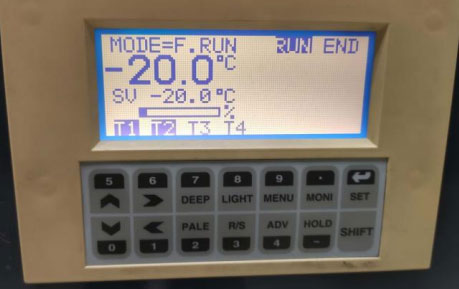 MODE=F.RUN RUN END
-20.0°C
SV -20.0°C
%
T1 T2 T3 T4
5 6 7 8 9 .
DEEP LIGHT MENU MONI SET
PALE R/S ADV HOLD SHIFT
0 1 2 3 4 -